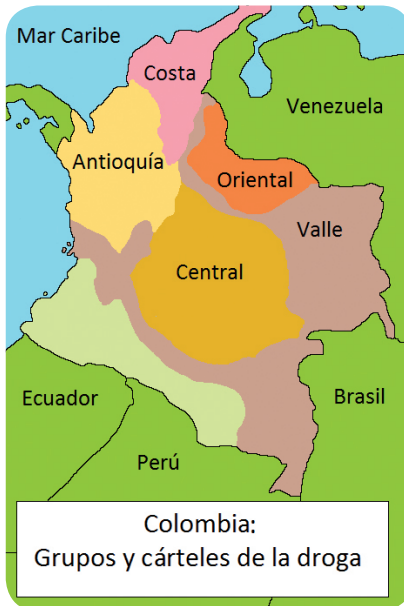 Mar Caribe
Costa
Venezuela
Antioquía
Oriental
Valle
Central
Ecuador
Brasil
Perú
Colombia:
Grupos y cárteles de la droga